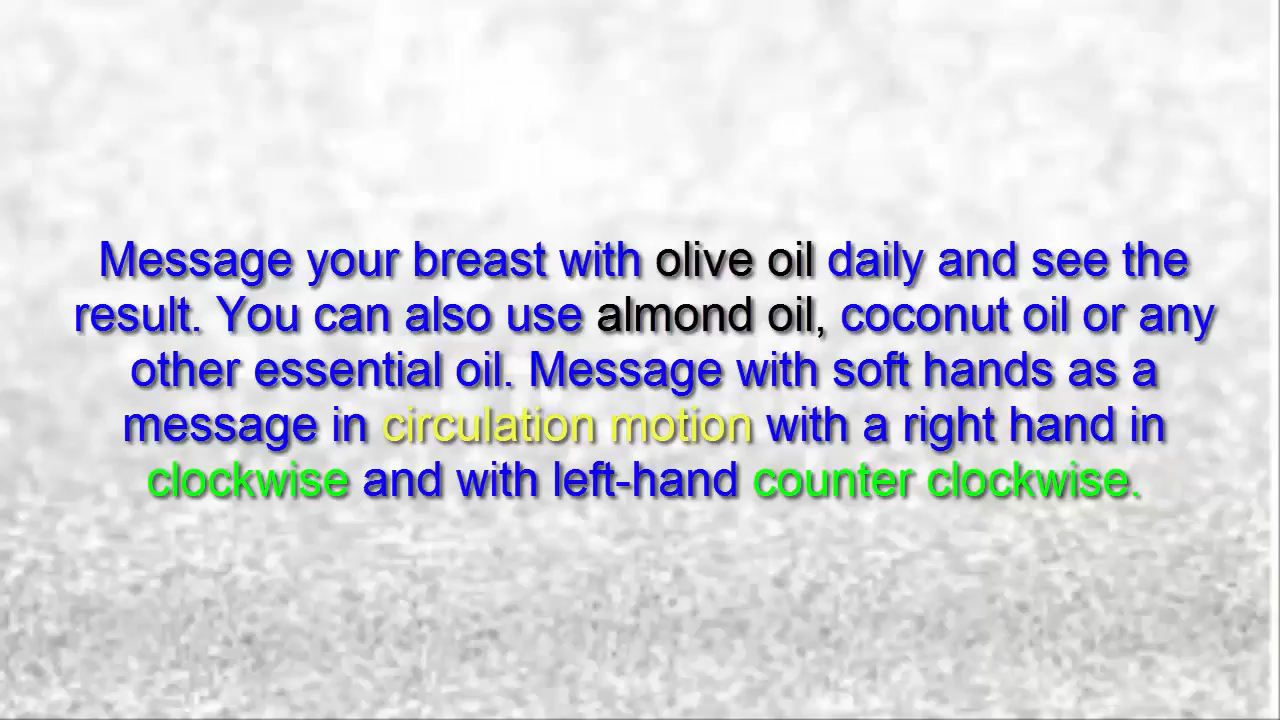 Message your breast with olive oil daily and see the
result. You can also use almond oil, coconut oil or any
other essential oil. Message with soft hands as a
message in circulation motion with a right hand in
clockwise and with left-hand counter clockwise.